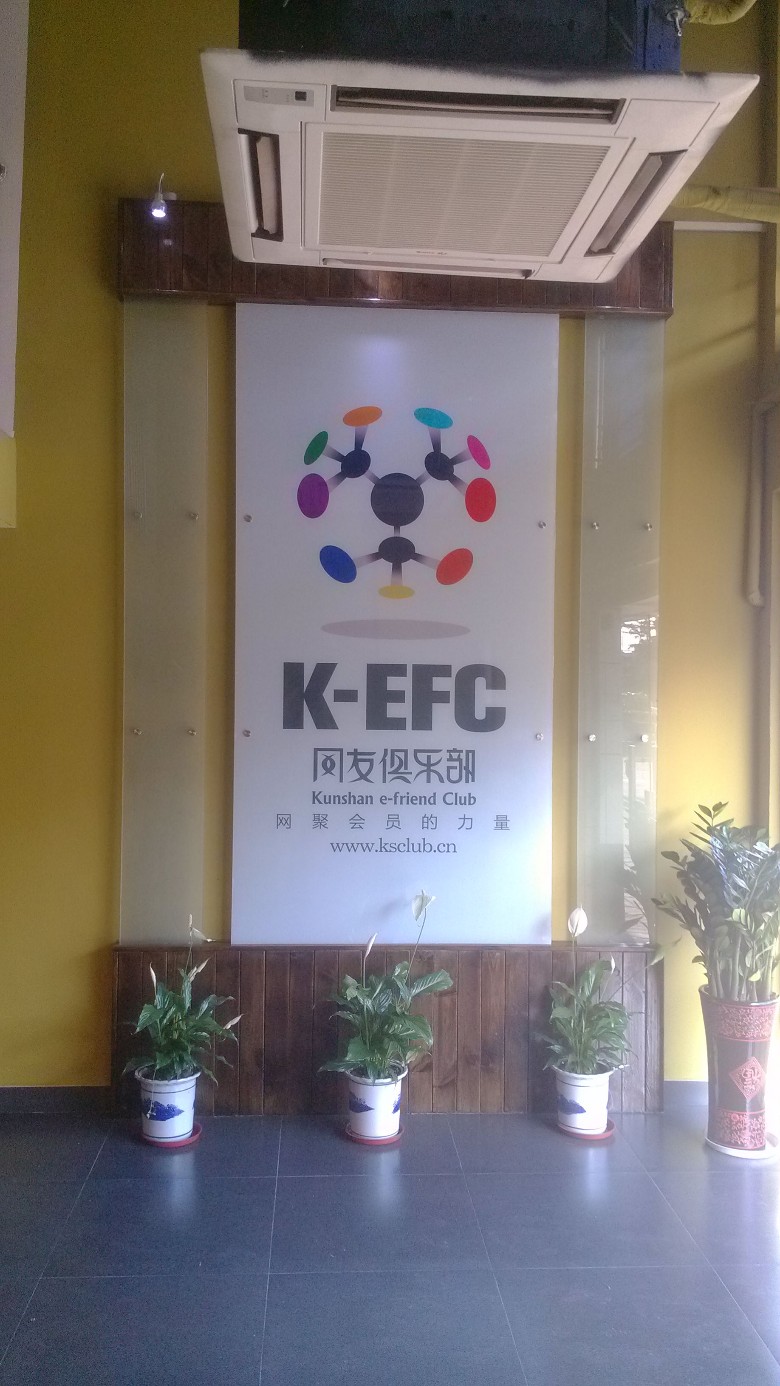 K-EFC
网友俱乐部
Kunshan e-friend Club
网聚会员的力量
www.ksclub.cn
福